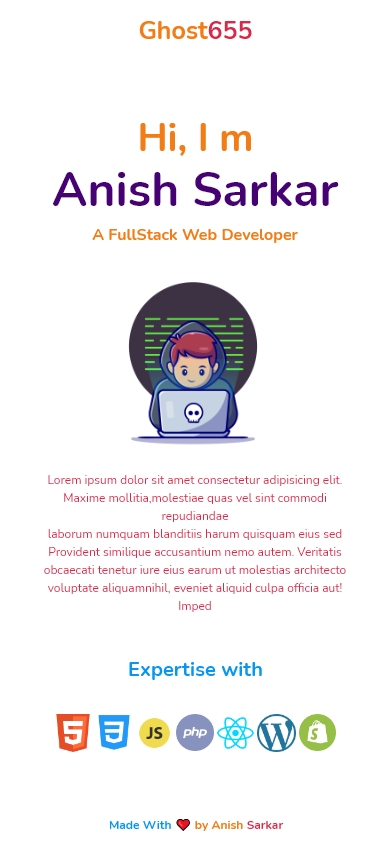 Ghost655
Hi, I m
Anish Sarkar
A FullStack Web Developer
Lorem ipsum dolor sit amet consectetur adipisicing elit.
Maxime mollitia,molestiae quas vel sint commodi
repudiandae
laborum numquam blanditiis harum quisquam eius sed
Provident similique accusantium nemo autem. Veritatis
obcaecati tenetur iure eius earum ut molestias architecto
voluptate aliquamnihil, eveniet aliquid culpa officia aut!
Imped
Expertise with
5 3 JS php W S
Made With by Anish Sarkar